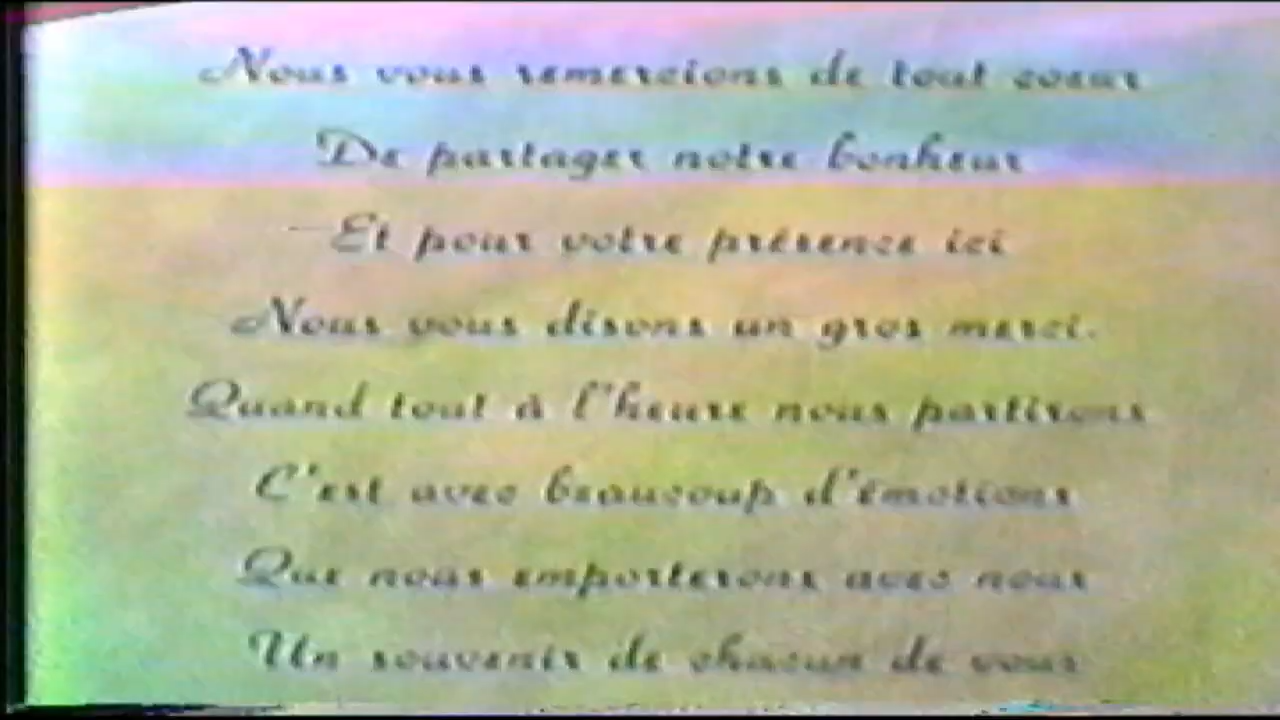 Nous vous remercions de tout coeur
De partager notre bonheur
Et pour votre présence ici
Nous vous disons un gros merci.
Quand tout à l'heure nous partirons
C'est avec beaucoup d'émotions
Que nous emporterons avec nous
Un souvenir de chacun de vous